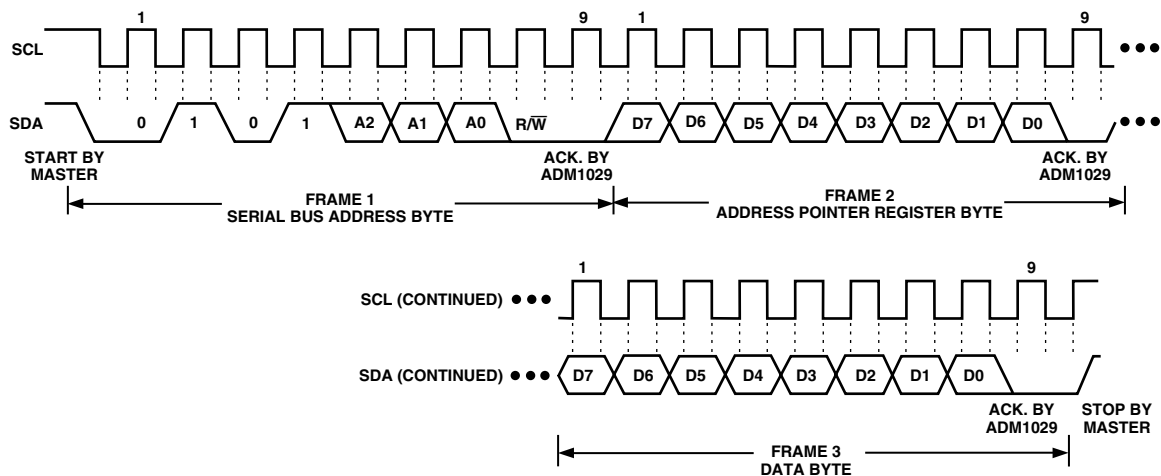 1 9 1 9
SCL
SDA
0 1 0 1 A2 A1 A0 R/W̅ D7 D6 D5 D4 D3 D2 D1 D0
START BY
MASTER
ACK. BY
ADM1029
ACK. BY
ADM1029
FRAME 1
SERIAL BUS ADDRESS BYTE
FRAME 2
ADDRESS POINTER REGISTER BYTE
1 9
SCL (CONTINUED)
SDA (CONTINUED)
D7 D6 D5 D4 D3 D2 D1 D0
ACK. BY
ADM1029
STOP BY
MASTER
FRAME 3
DATA BYTE